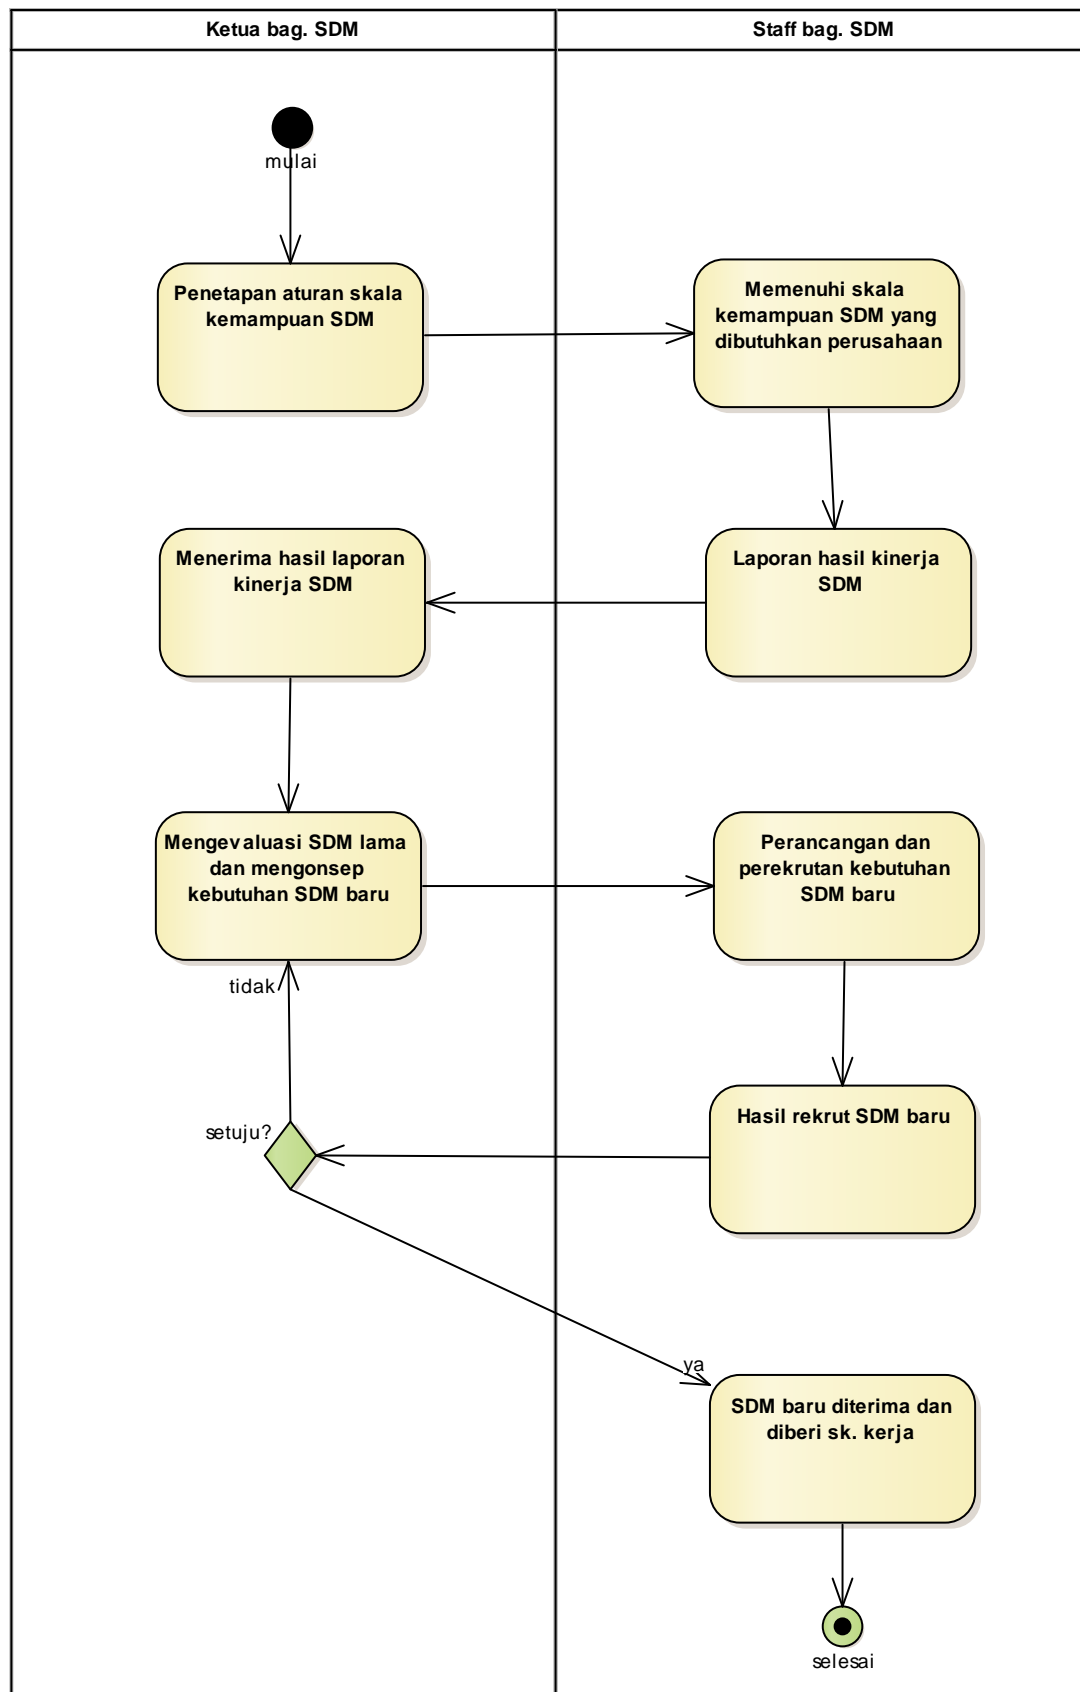 Ketua bag. SDM
Staff bag. SDM
mulai
Penetapan aturan skala
kemampuan SDM
Memenuhi skala
kemampuan SDM yang
dibutuhkan perusahaan
Laporan hasil kinerja
SDM
Menerima hasil laporan
kinerja SDM
Mengevaluasi SDM lama
dan mengonsep
kebutuhan SDM baru
Perancangan dan
perekrutan kebutuhan
SDM baru
tidak
Hasil rekrut SDM baru
setuju?
ya
SDM baru diterima dan
diberi sk. kerja
selesai